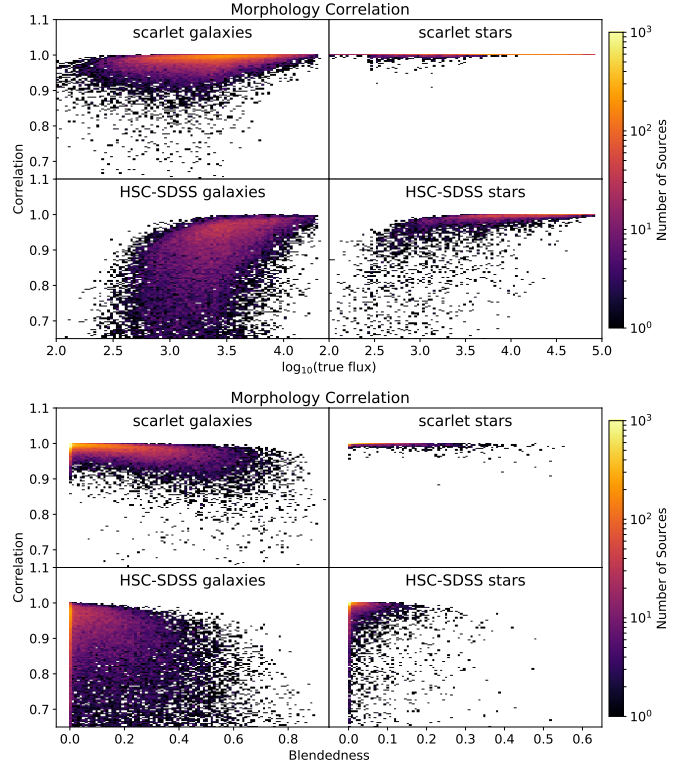 Morphology Correlation
scarlet galaxies
scarlet stars
1.1
1.0
0.9
0.8
0.7
1.1
HSC-SDSS galaxies
HSC-SDSS stars
1.0
0.9
0.8
0.7
Correlation
2.0 2.5 3.0 3.5 4.0 2.0 2.5 3.0 3.5 4.0 4.5 5.0
log10(true flux)
10^3
10^2
10^1
10^0
Number of Sources
Morphology Correlation
scarlet galaxies
scarlet stars
1.1
1.0
0.9
0.8
0.7
1.1
HSC-SDSS galaxies
HSC-SDSS stars
1.0
0.9
0.8
0.7
Correlation
0.0 0.2 0.4 0.6 0.8 0.0 0.1 0.2 0.3 0.4 0.5 0.6
Blendedness
10^3
10^2
10^1
10^0
Number of Sources